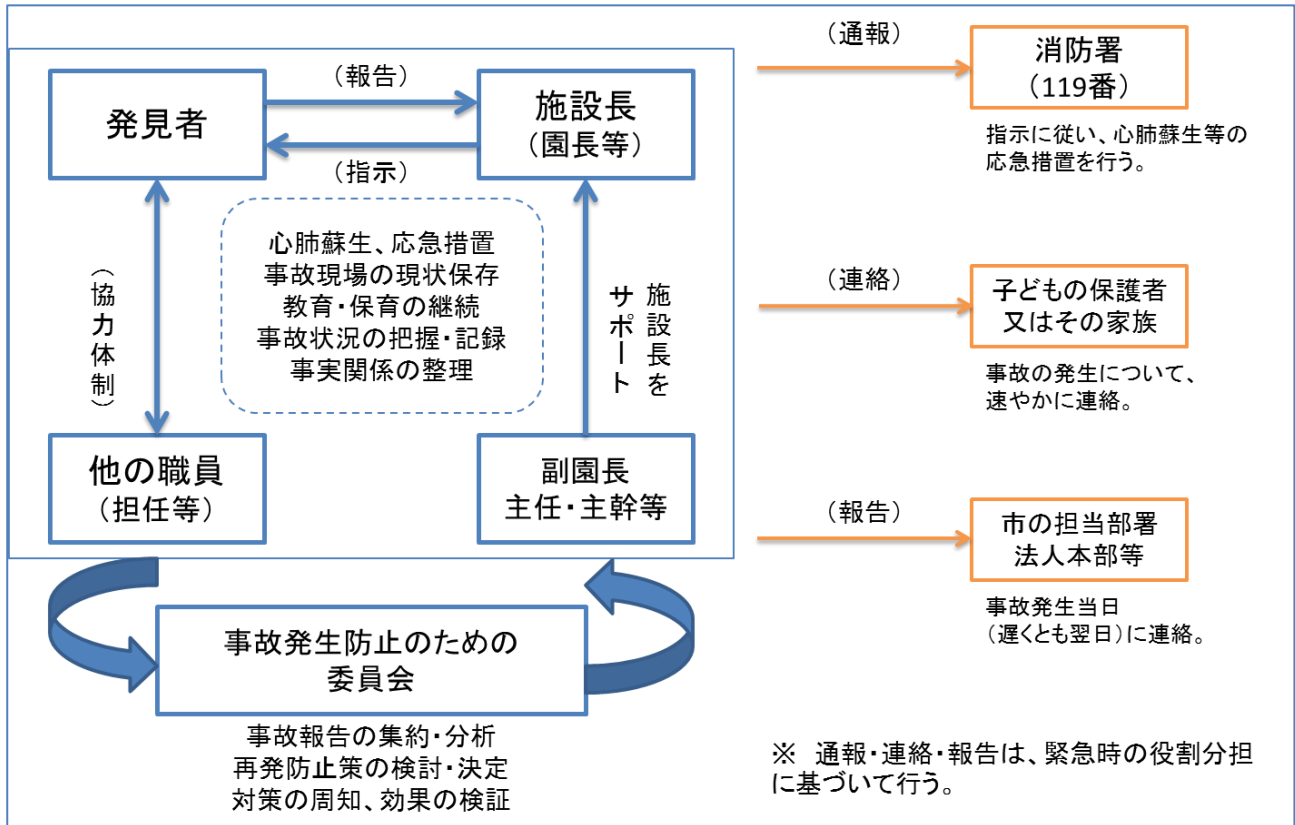 (報告)
発見者
施設長
(園長等)
(指示)
心肺蘇生、応急措置
事故現場の現状保存
教育・保育の継続
事故状況の把握・記録
事実関係の整理
(協力体制)
施設長を
サポート
他の職員
(担任等)
副園長
主任・主幹等
事故発生防止のための
委員会
事故報告の集約・分析
再発防止策の検討・決定
対策の周知、効果の検証
(通報)
消防署
(119番)
指示に従い、心肺蘇生等の
応急措置を行う。
(連絡)
子どもの保護者
又はその家族
事故の発生について、
速やかに連絡。
(報告)
市の担当部署
法人本部等
事故発生当日
(遅くとも翌日)に連絡。
※ 通報・連絡・報告は、緊急時の役割分担
に基づいて行う。